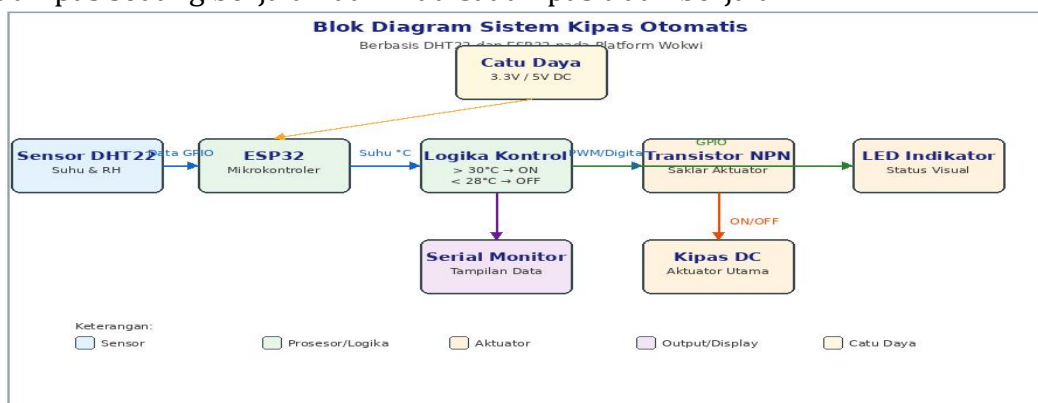 Blok Diagram Sistem Kipas Otomatis
Berbasis DHT22 dan ESP32 pada Platform Wokwi
Catu Daya
3.3V / 5V DC
Sensor DHT22
Suhu & RH
Data GPIO
ESP32
Mikrokontroler
Suhu °C
Logika Kontrol
> 30°C → ON
< 28°C → OFF
PWM/Digital
Transistor NPN
Saklar Aktuator
GPIO
LED Indikator
Status Visual
ON/OFF
Serial Monitor
Tampilan Data
Kipas DC
Aktuator Utama
Keterangan:
Sensor
Prosesor/Logika
Aktuator
Output/Display
Catu Daya